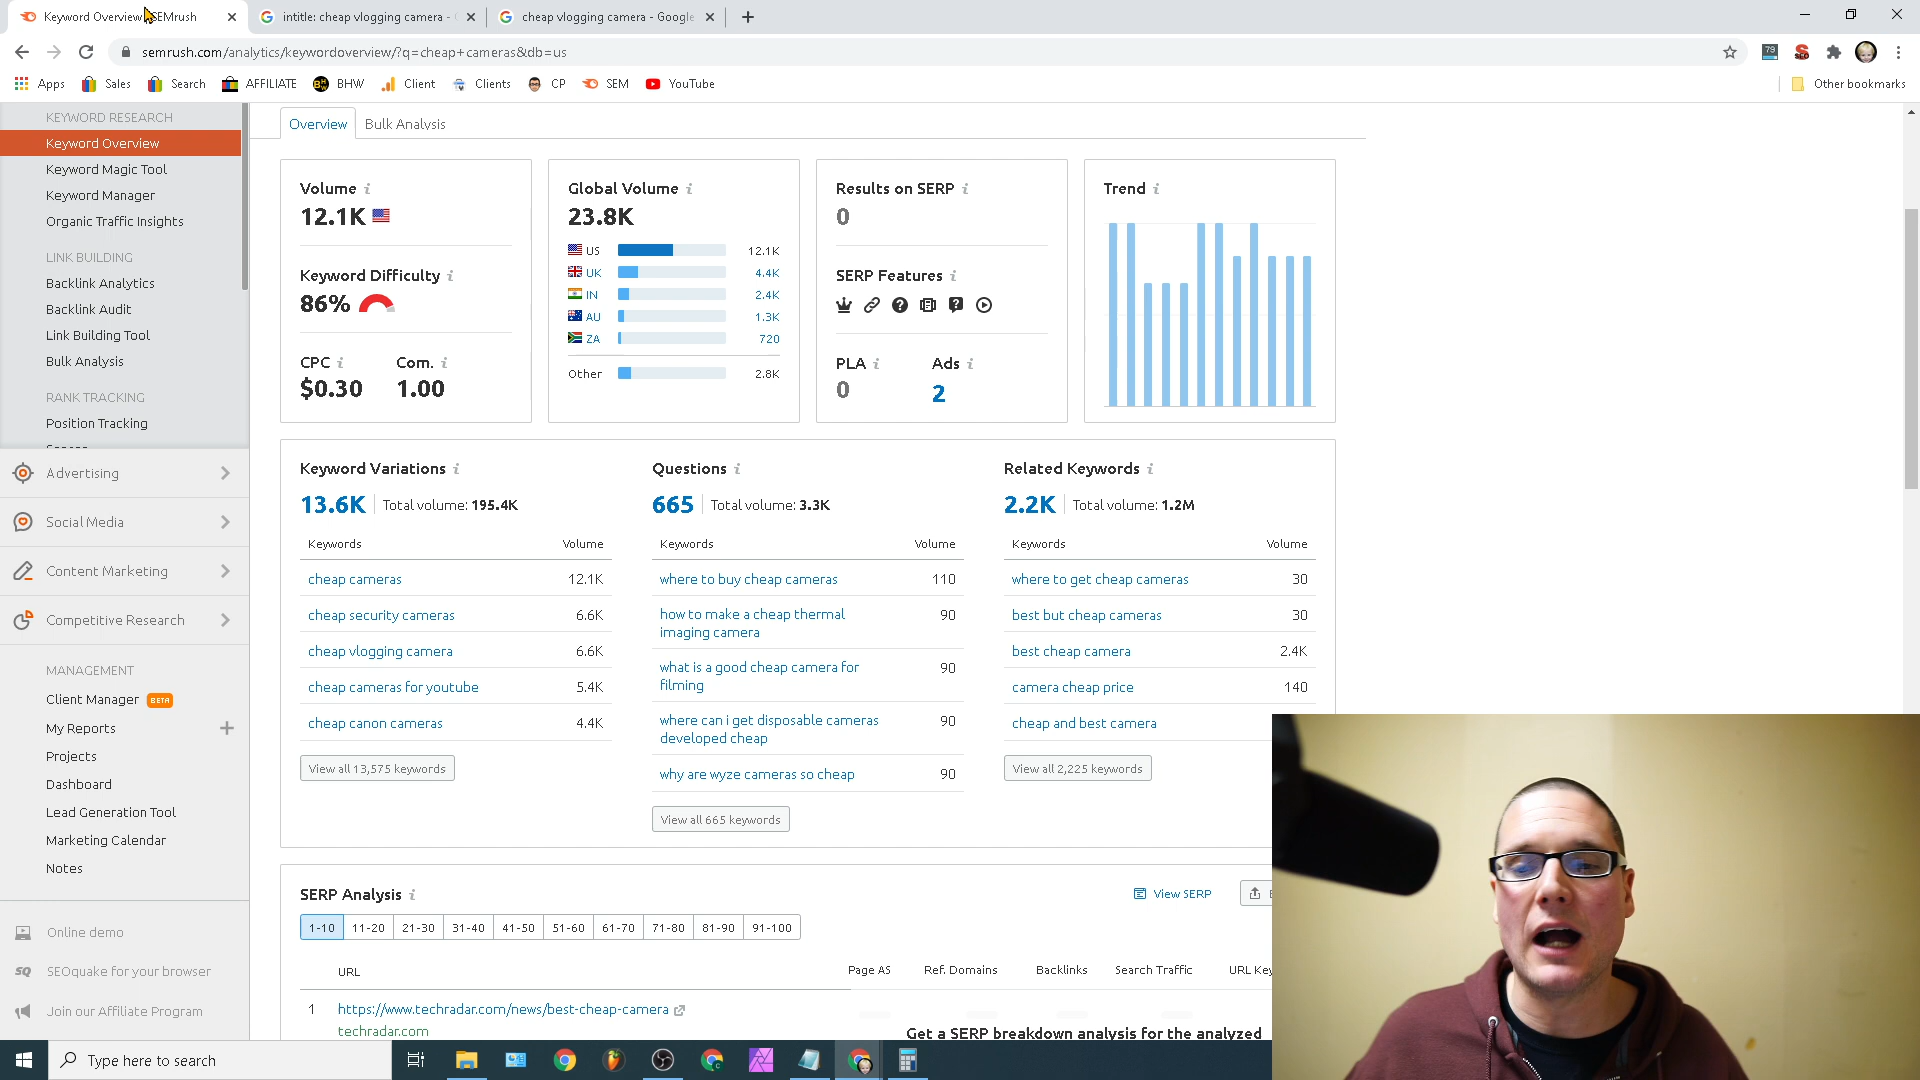 Keyword Overview SEMrush
intitle: cheap vlogging camera -
cheap vlogging camera - Google
semrush.com/analytics/keywordoverview/?q=cheap+cameras&db=us
79
Apps
Sales
Search
AFFILIATE
BHW
Client
Clients
CP
SEM
YouTube
Other bookmarks
KEYWORD RESEARCH
Keyword Overview
Keyword Magic Tool
Keyword Manager
Organic Traffic Insights
LINK BUILDING
Backlink Analytics
Backlink Audit
Link Building Tool
Bulk Analysis
RANK TRACKING
Position Tracking
Advertising
Social Media
Content Marketing
Competitive Research
MANAGEMENT
Client Manager BETA
My Reports
Projects
Dashboard
Lead Generation Tool
Marketing Calendar
Notes
Online demo
SEOquake for your browser
Join our Affiliate Program
Overview
Bulk Analysis
Volume
12.1K
Keyword Difficulty
86%
CPC
Com.
$0.30
1.00
Global Volume
23.8K
US 12.1K
UK 4.4K
IN 2.4K
AU 1.3K
ZA 720
Other 2.8K
Results on SERP
0
SERP Features
PLA
Ads
0
2
Trend
Keyword Variations
13.6K Total volume: 195.4K
Keywords Volume
cheap cameras 12.1K
cheap security cameras 6.6K
cheap vlogging camera 6.6K
cheap cameras for youtube 5.4K
cheap canon cameras 4.4K
View all 13,575 keywords
Questions
665 Total volume: 3.3K
Keywords Volume
where to buy cheap cameras 110
how to make a cheap thermal 90
imaging camera
what is a good cheap camera for 90
filming
where can i get disposable cameras 90
developed cheap
why are wyze cameras so cheap 90
View all 665 keywords
Related Keywords
2.2K Total volume: 1.2M
Keywords Volume
where to get cheap cameras 30
best but cheap cameras 30
best cheap camera 2.4K
camera cheap price 140
cheap and best camera
View all 2,225 keywords
SERP Analysis
View SERP
1-10 11-20 21-30 31-40 41-50 51-60 61-70 71-80 81-90 91-100
URL Page AS Ref. Domains Backlinks Search Traffic URL Key
1 https://www.techradar.com/news/best-cheap-camera
techradar.com
Get a SERP breakdown analysis for the analyzed
Type here to search